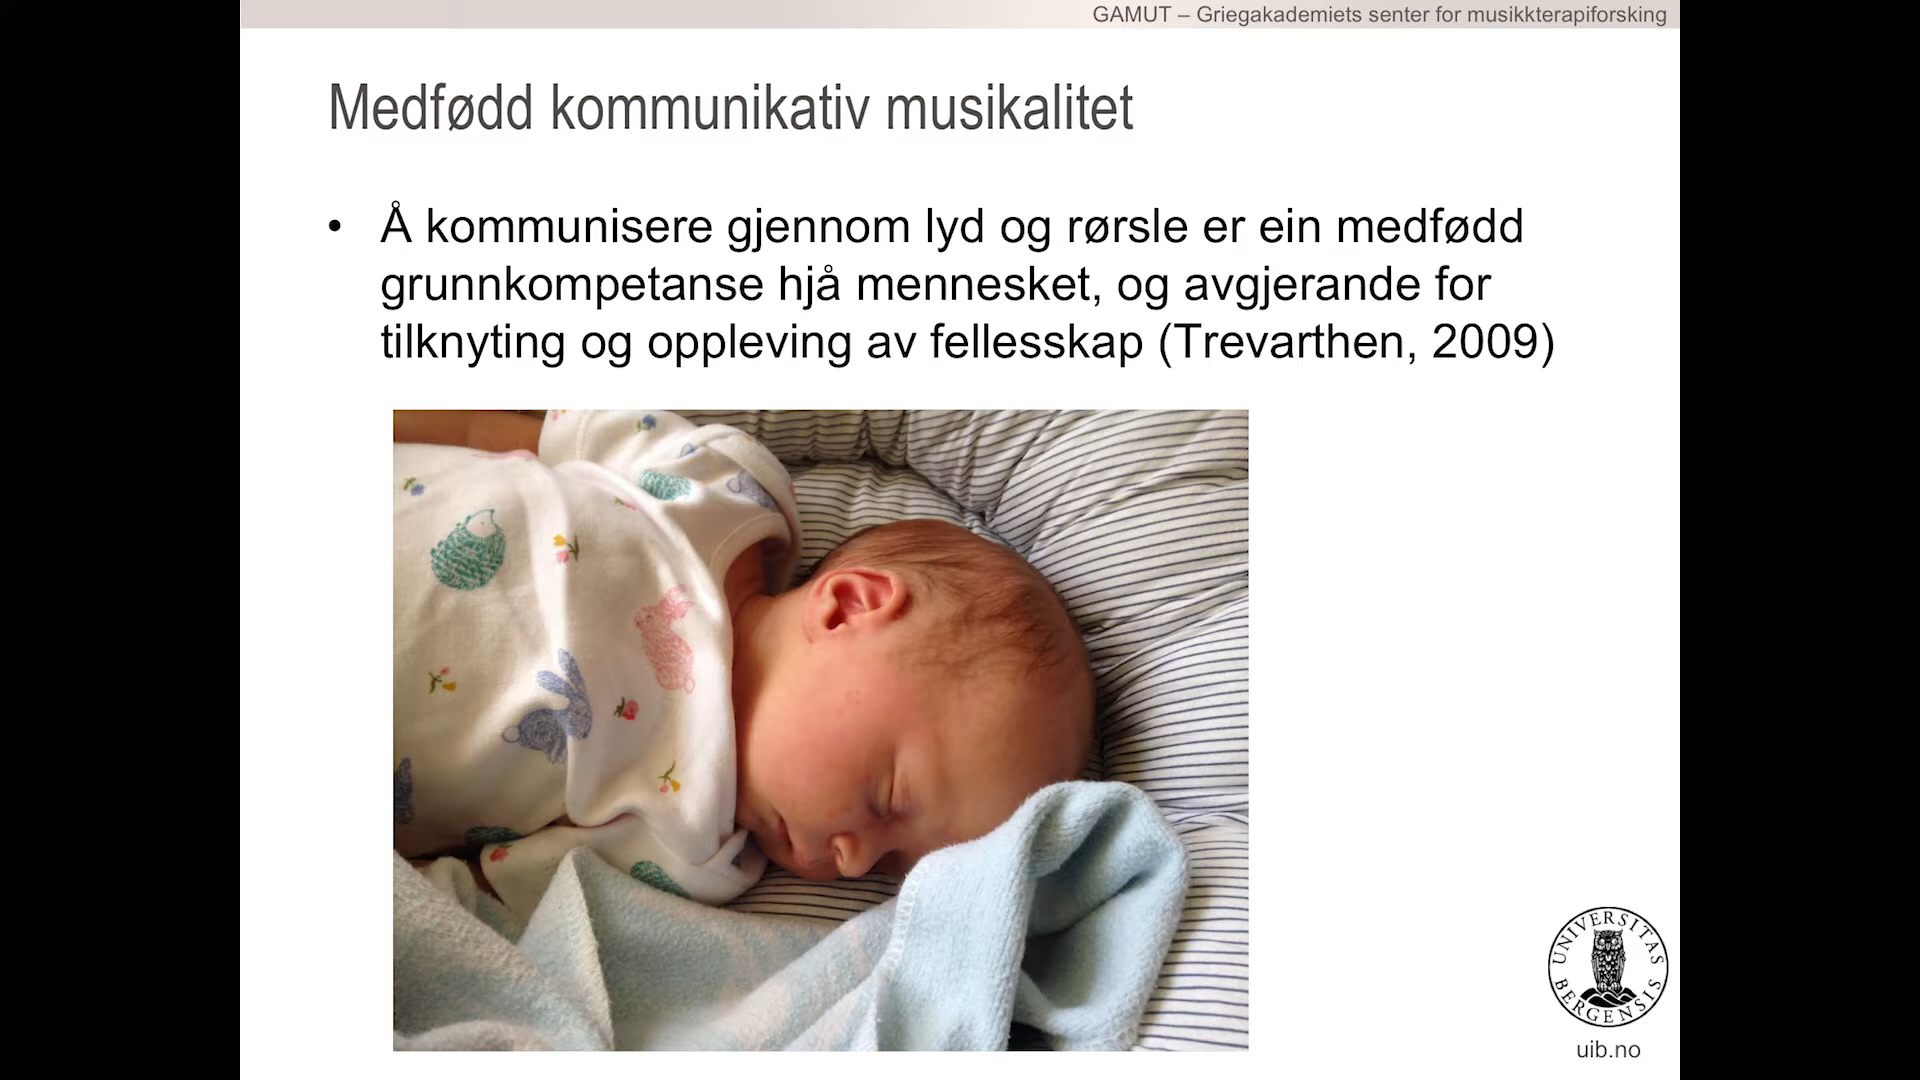 GAMUT – Griegakademiets senter for musikkterapiforsking
Medfødd kommunikativ musikalitet
• Å kommunisere gjennom lyd og rørsle er ein medfødd
grunnkompetanse hjå mennesket, og avgjerande for
tilknyting og oppleving av fellesskap (Trevarthen, 2009)
UNIVERSITAS BERGENSIS
uib.no